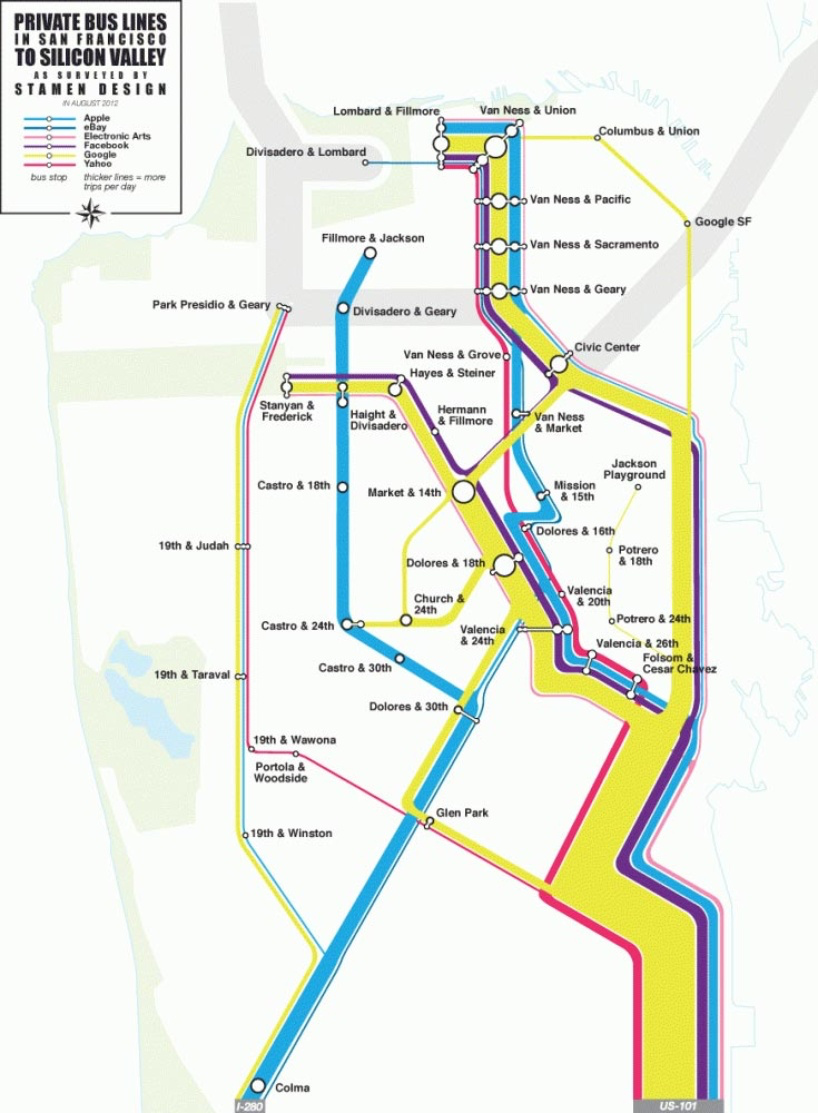 PRIVATE BUS LINES
IN SAN FRANCISCO
TO SILICON VALLEY
AS SURVEYED BY
STAMEN DESIGN
IN AUGUST 2012
Apple
eBay
Electronic Arts
Facebook
Google
Yahoo
bus stop
thicker lines = more
trips per day
Lombard & Fillmore
Van Ness & Union
Columbus & Union
Divisadero & Lombard
Van Ness & Pacific
Google SF
Fillmore & Jackson
Van Ness & Sacramento
Van Ness & Geary
Park Presidio & Geary
Divisadero & Geary
Civic Center
Van Ness & Grove
Hayes & Steiner
Stanyan &
Frederick
Haight &
Divisadero
Hermann
& Fillmore
Van Ness
& Market
Jackson
Playground
Castro & 18th
Market & 14th
Mission
& 15th
Dolores & 16th
19th & Judah
Potrero
& 18th
Dolores & 18th
Valencia
& 20th
Church &
24th
Potrero & 24th
Castro & 24th
Valencia
& 24th
Valencia & 26th
Folsom &
Cesar Chavez
Castro & 30th
19th & Taraval
Dolores & 30th
19th & Wawona
Portola &
Woodside
Glen Park
19th & Winston
Colma
I-280
US-101